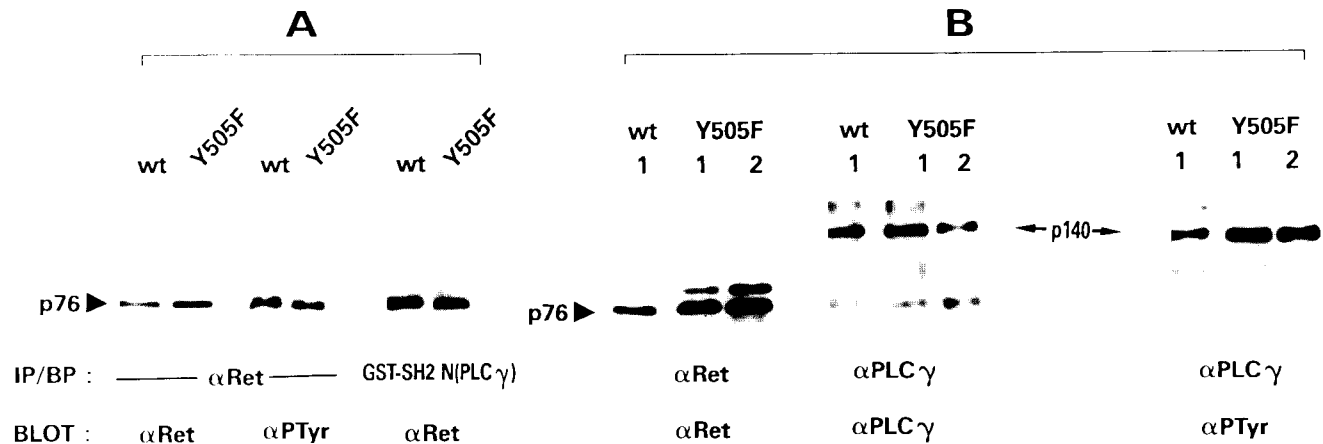 A B
wt Y505F wt Y505F wt Y505F
wt Y505F wt Y505F wt Y505F
1 1 2 1 1 2 1 1 2
←p140→
p76 ▶ p76 ▶
IP/BP : αRet GST-SH2 N(PLCγ) αRet αPLCγ αPLCγ
BLOT : αRet αPTyr αRet αRet αPLCγ αPTyr